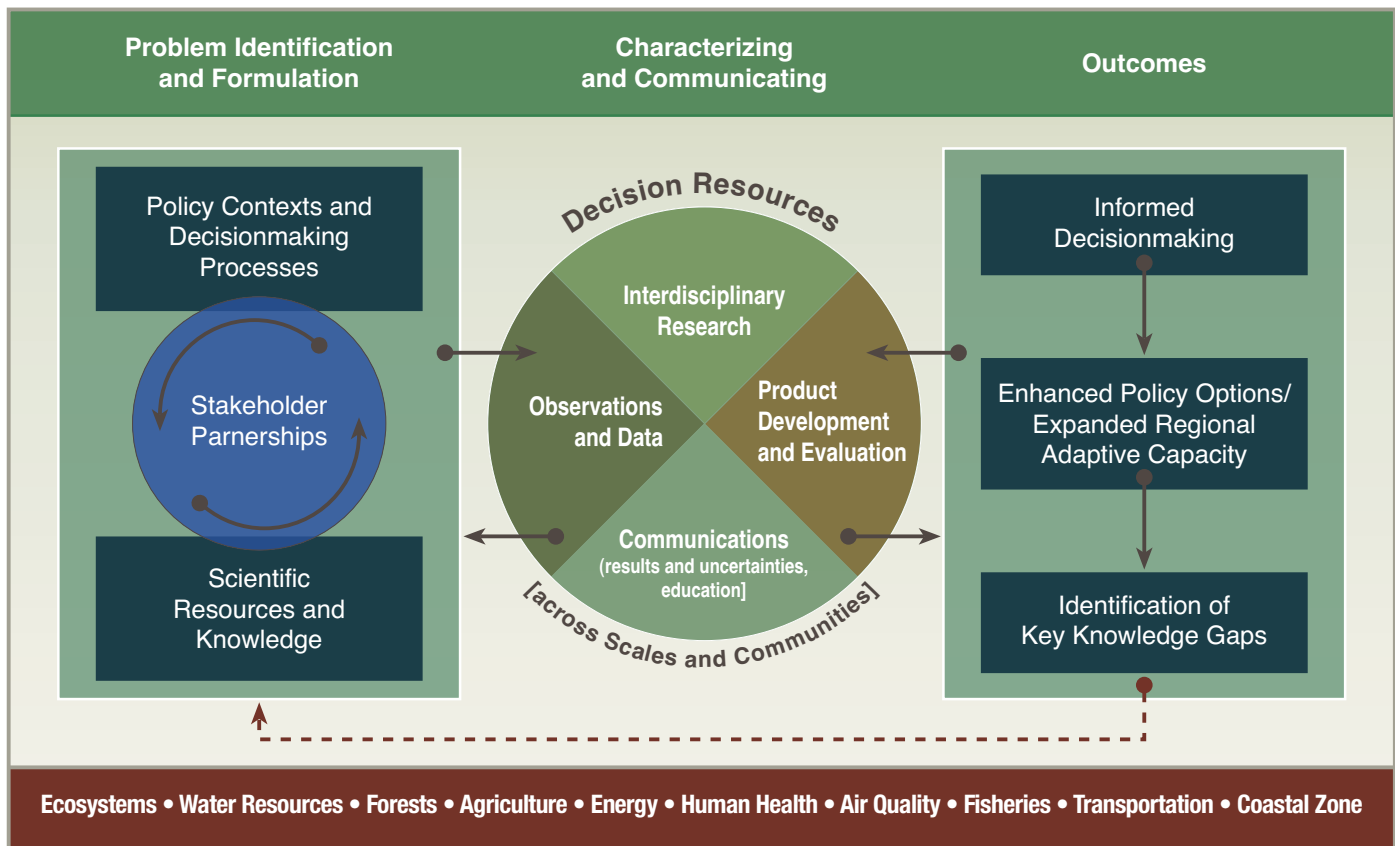 Problem Identification
and Formulation
Characterizing
and Communicating
Outcomes
Policy Contexts and
Decisionmaking
Processes
Stakeholder
Parnerships
Scientific
Resources and
Knowledge
Decision Resources
Interdisciplinary
Research
Observations
and Data
Product
Development
and Evaluation
Communications
(results and uncertainties,
education]
[across Scales and Communities]
Informed
Decisionmaking
Enhanced Policy Options/
Expanded Regional
Adaptive Capacity
Identification of
Key Knowledge Gaps
Ecosystems • Water Resources • Forests • Agriculture • Energy • Human Health • Air Quality • Fisheries • Transportation • Coastal Zone